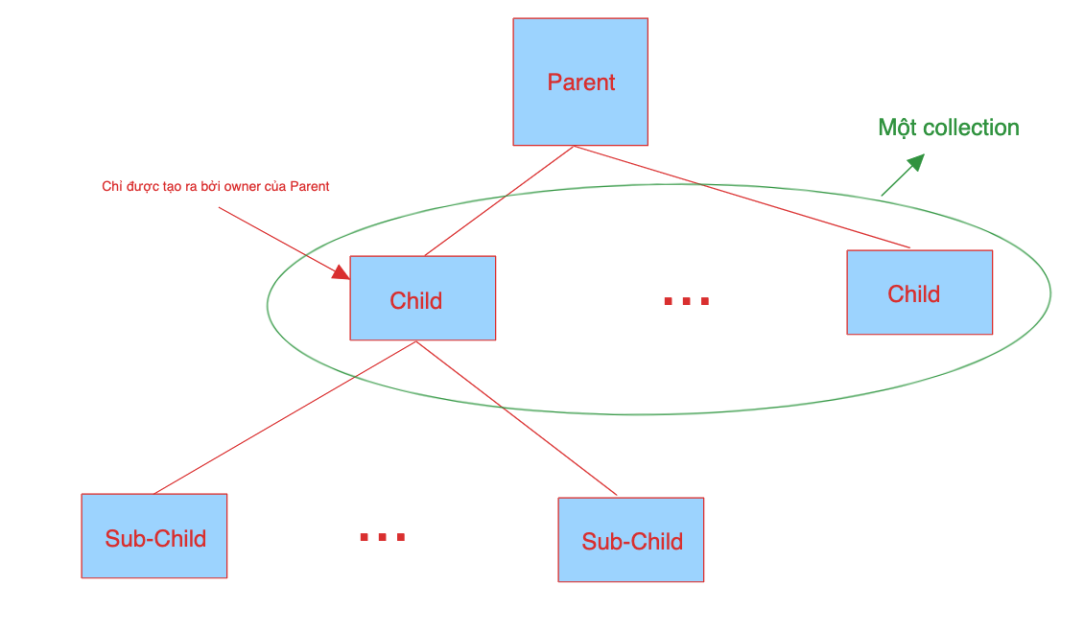 Parent
Một collection
Chỉ được tạo ra bởi owner của Parent
Child
...
Child
Sub-Child
...
Sub-Child